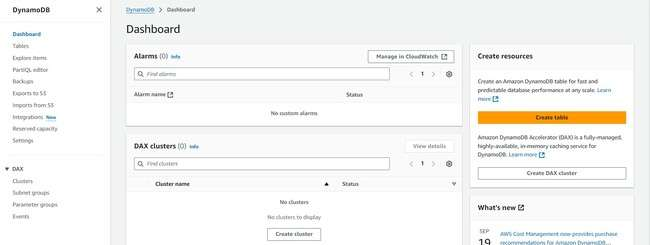 DynamoDB
Dashboard
Tables
Explore items
PartiQL editor
Backups
Exports to S3
Imports from S3
Integrations New
Reserved capacity
Settings
DAX
Clusters
Subnet groups
Parameter groups
Events
DynamoDB > Dashboard
Dashboard
Alarms (0) Info
Manage in CloudWatch
Find alarms
1
Alarm name
Status
No custom alarms
DAX clusters (0) Info
View details
Find clusters
1
Cluster name
Status
No clusters
No clusters to display
Create cluster
Create resources
Create an Amazon DynamoDB table for fast and
predictable database performance at any scale. Learn
more
Create table
Amazon DynamoDB Accelerator (DAX) is a fully-managed,
highly-available, in-memory caching service for
DynamoDB. Learn more
Create DAX cluster
What's new
SEP
19
AWS Cost Management now provides purchase
recommendations for Amazon DynamoDB...